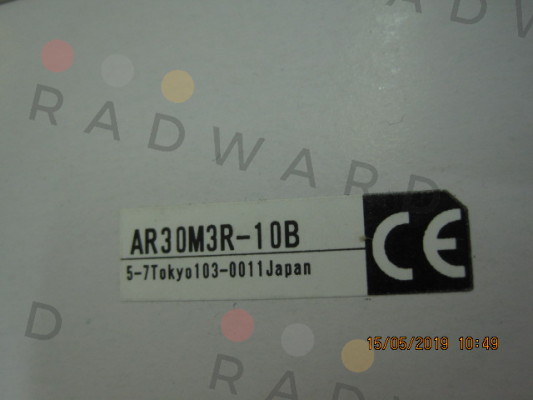 RADWARD
AR30M3R-10B
5-7Tokyo103-0011Japan
CE
D
15/05/2019 10:49
RADWARD